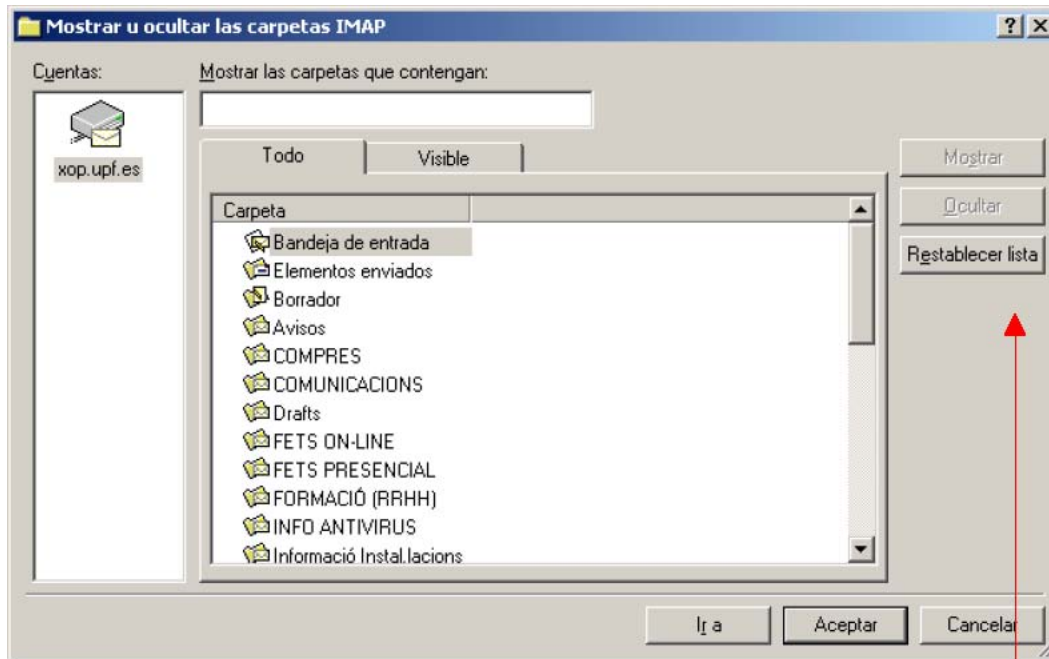 Mostrar u ocultar las carpetas IMAP
Cuentas:
Mostrar las carpetas que contengan:
xop.upf.es
Todo
Visible
Mostrar
Ocultar
Restablecer lista
Carpeta
Bandeja de entrada
Elementos enviados
Borrador
Avisos
COMPRES
COMUNICACIONS
Drafts
FETS ON-LINE
FETS PRESENCIAL
FORMACIÓ (RRHH)
INFO ANTIVIRUS
Informació Instal.lacions
Ir a
Aceptar
Cancelar